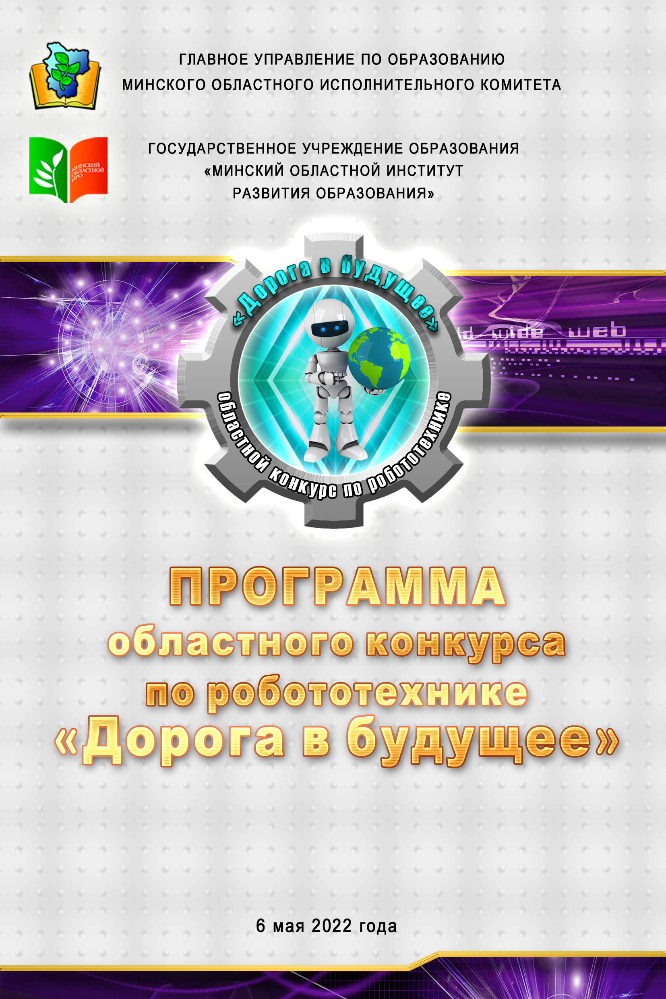 ГЛАВНОЕ УПРАВЛЕНИЕ ПО ОБРАЗОВАНИЮ
МИНСКОГО ОБЛАСТНОГО ИСПОЛНИТЕЛЬНОГО КОМИТЕТА
МИНСКИЙ
ОБЛАСТНОЙ
ИРО
ГОСУДАРСТВЕННОЕ УЧРЕЖДЕНИЕ ОБРАЗОВАНИЯ
«МИНСКИЙ ОБЛАСТНОЙ ИНСТИТУТ
РАЗВИТИЯ ОБРАЗОВАНИЯ»
«Дорога в будущее»
wide web
областной конкурс по робототехнике
ПРОГРАММА
областного конкурса
по робототехнике
«Дорога в будущее»
6 мая 2022 года